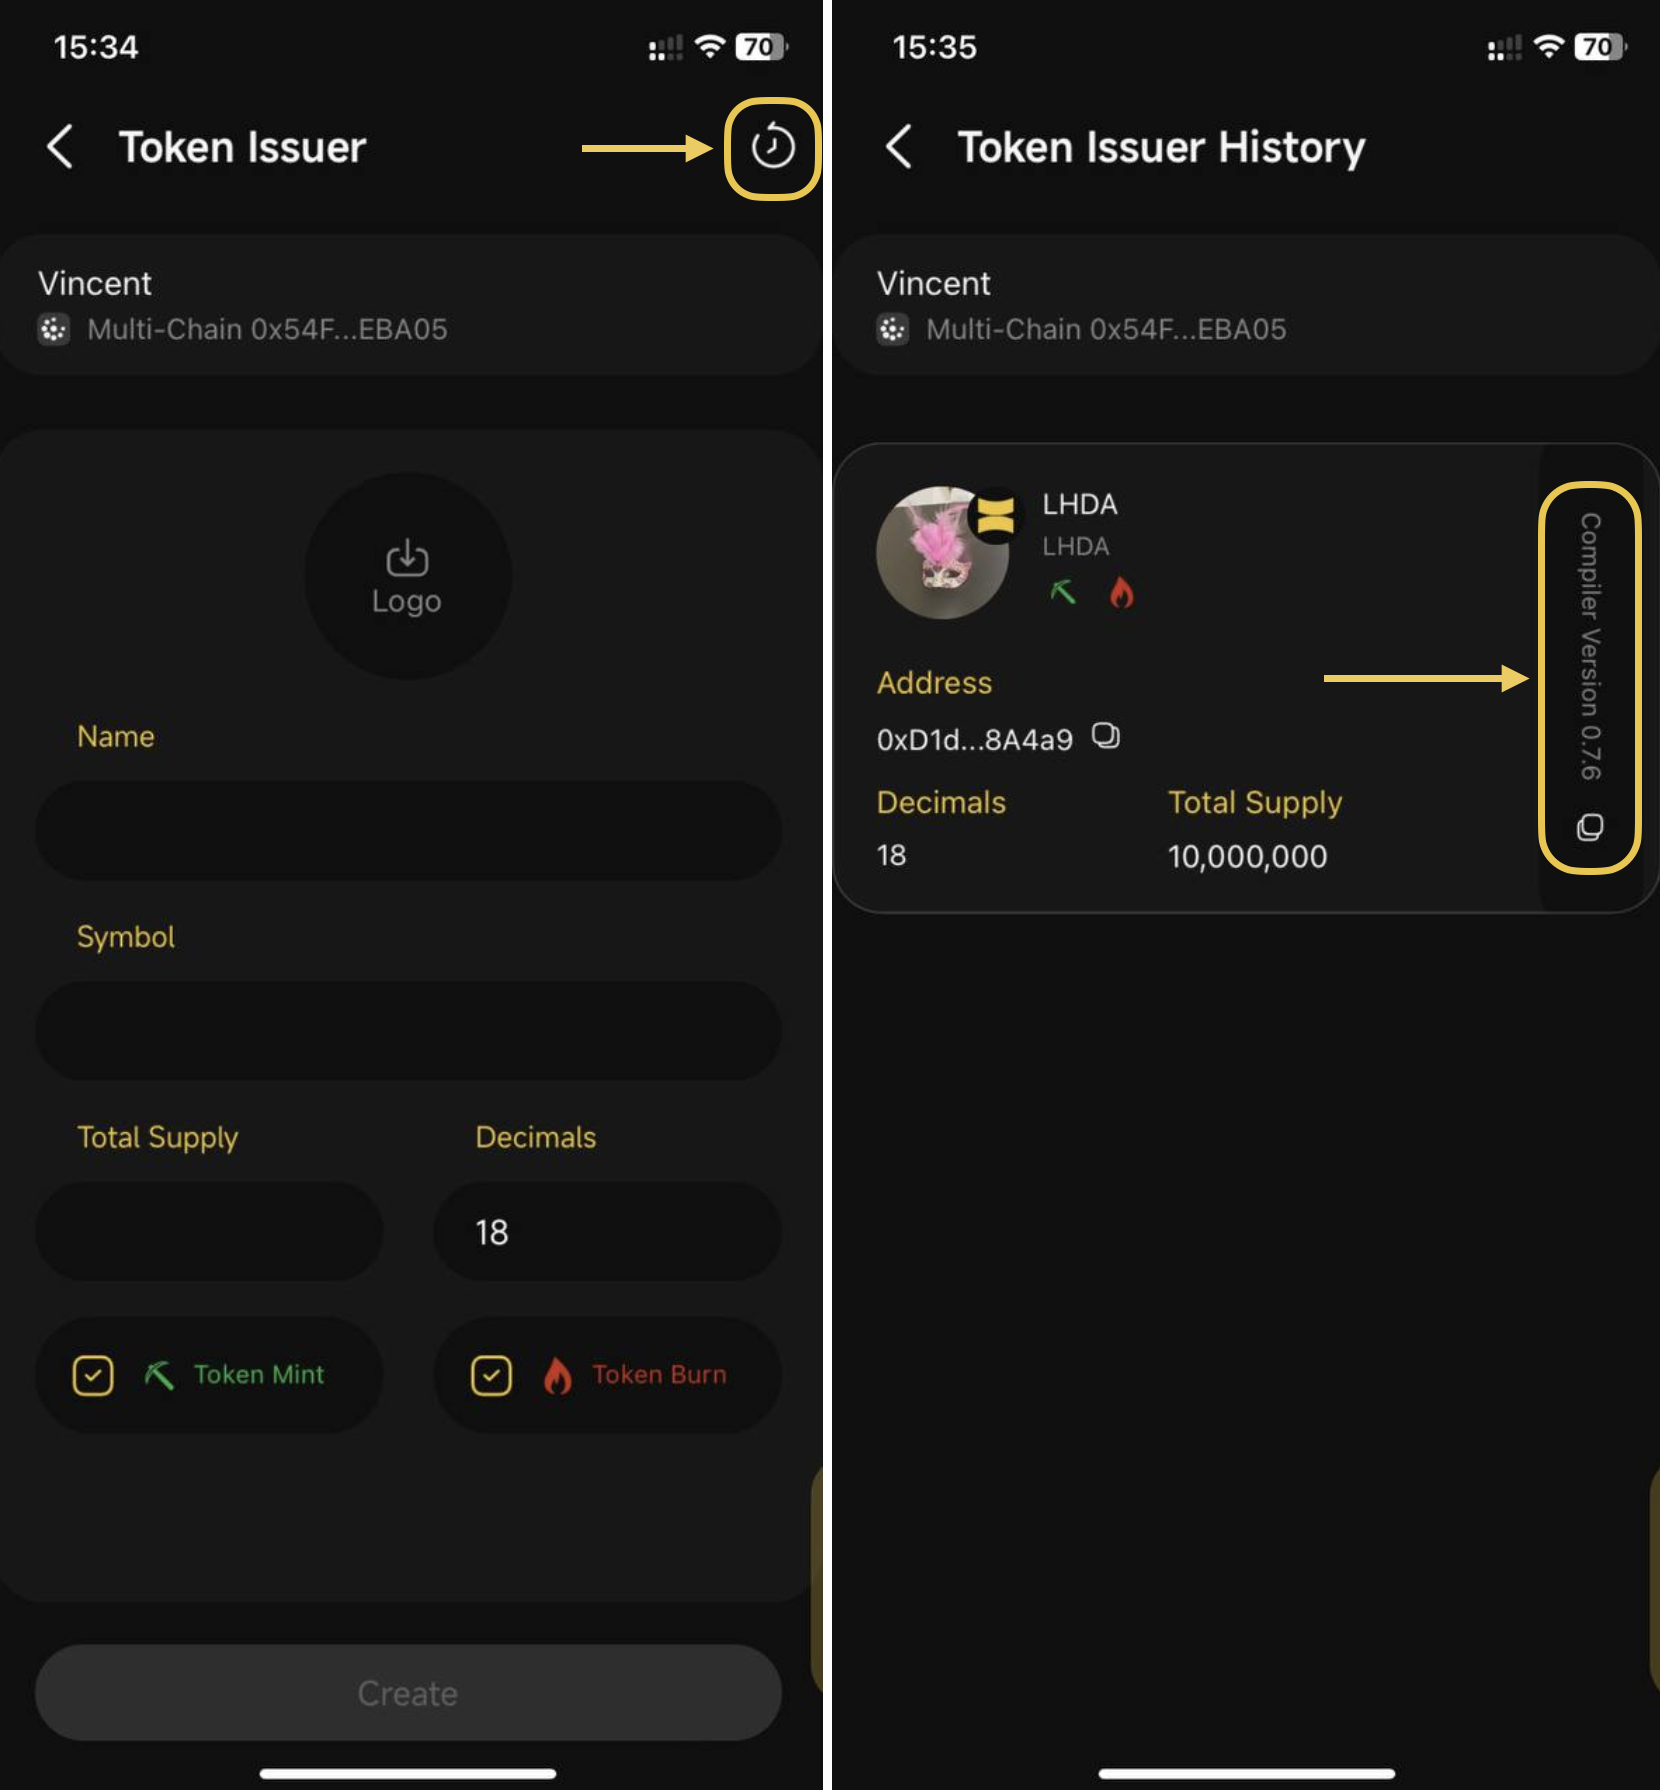 15:34
70
Token Issuer
Vincent
Multi-Chain 0x54F...EBA05
Logo
Name
Symbol
Total Supply
Decimals
18
Token Mint
Token Burn
Create
15:35
70
Token Issuer History
Vincent
Multi-Chain 0x54F...EBA05
LHDA
LHDA
Address
0xD1d...8A4a9
Decimals
Total Supply
18
10,000,000
Compiler Version 0.7.6